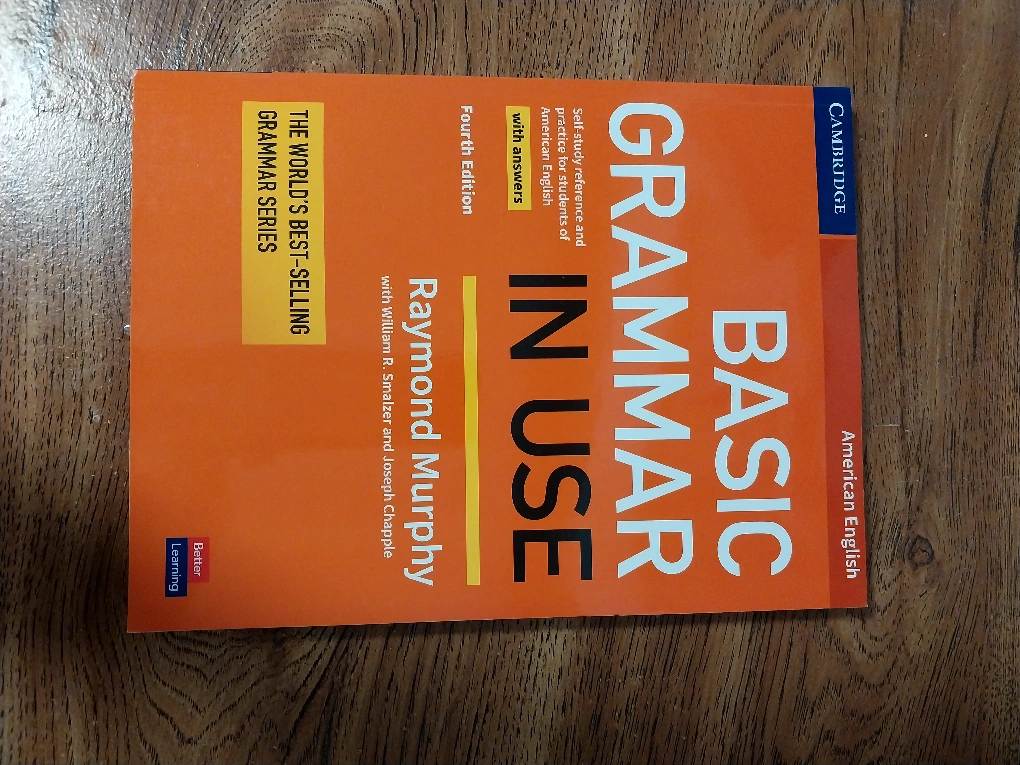 CAMBRIDGE
American English
BASIC
GRAMMAR
IN USE
Self-study reference and
practice for students of
American English
with answers
Fourth Edition
Raymond Murphy
with William R. Smalzer and Joseph Chapple
THE WORLD'S BEST-SELLING
GRAMMAR SERIES
Better
Learning